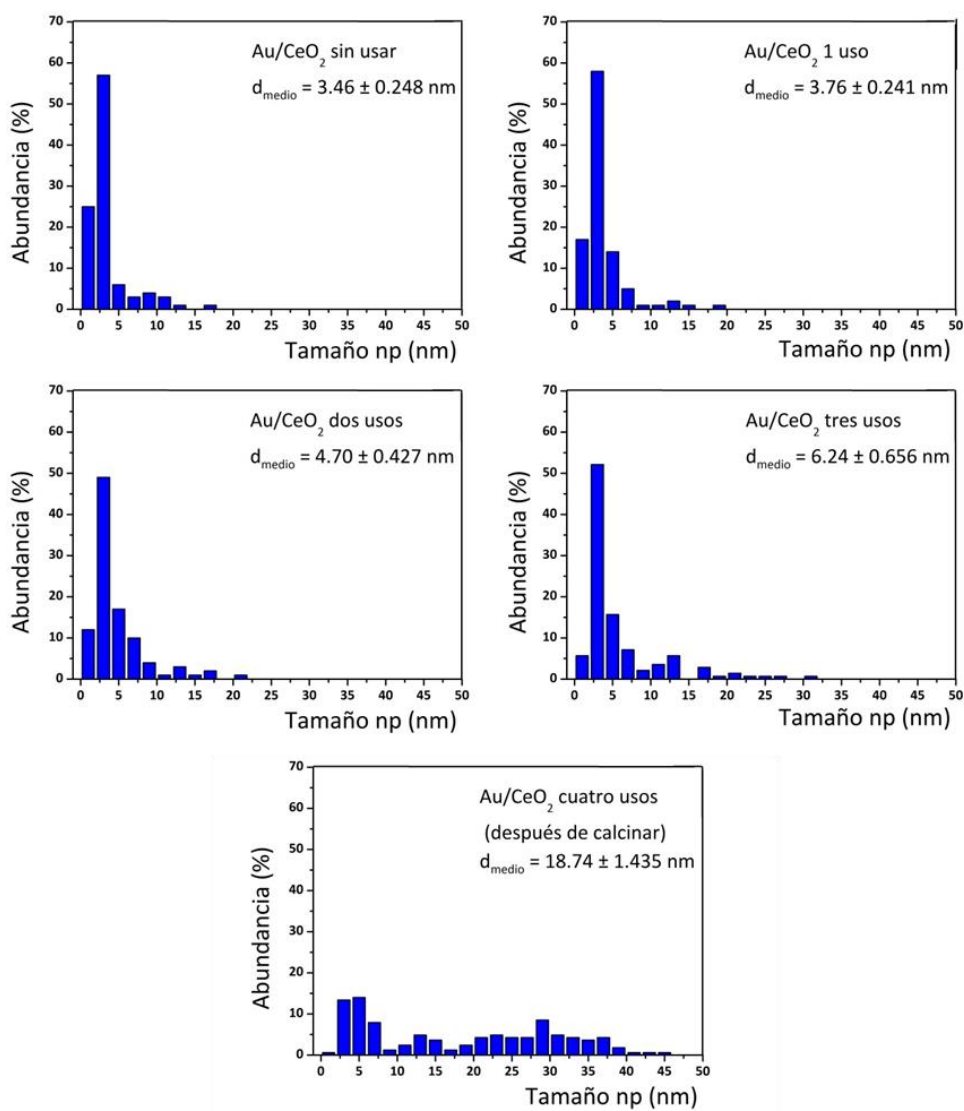 Au/CeO2 sin usar
dmedio = 3.46 ± 0.248 nm
Abundancia (%)
70
60
50
40
30
20
10
0
0 5 10 15 20 25 30 35 40 45 50
Tamaño np (nm)
Au/CeO2 1 uso
dmedio = 3.76 ± 0.241 nm
Abundancia (%)
70
60
50
40
30
20
10
0
0 5 10 15 20 25 30 35 40 45 50
Tamaño np (nm)
Au/CeO2 dos usos
dmedio = 4.70 ± 0.427 nm
Abundancia (%)
70
60
50
40
30
20
10
0
0 5 10 15 20 25 30 35 40 45 50
Tamaño np (nm)
Au/CeO2 tres usos
dmedio = 6.24 ± 0.656 nm
Abundancia (%)
70
60
50
40
30
20
10
0
0 5 10 15 20 25 30 35 40 45 50
Tamaño np (nm)
Au/CeO2 cuatro usos
(después de calcinar)
dmedio = 18.74 ± 1.435 nm
Abundancia (%)
70
60
50
40
30
20
10
0
0 5 10 15 20 25 30 35 40 45 50
Tamaño np (nm)